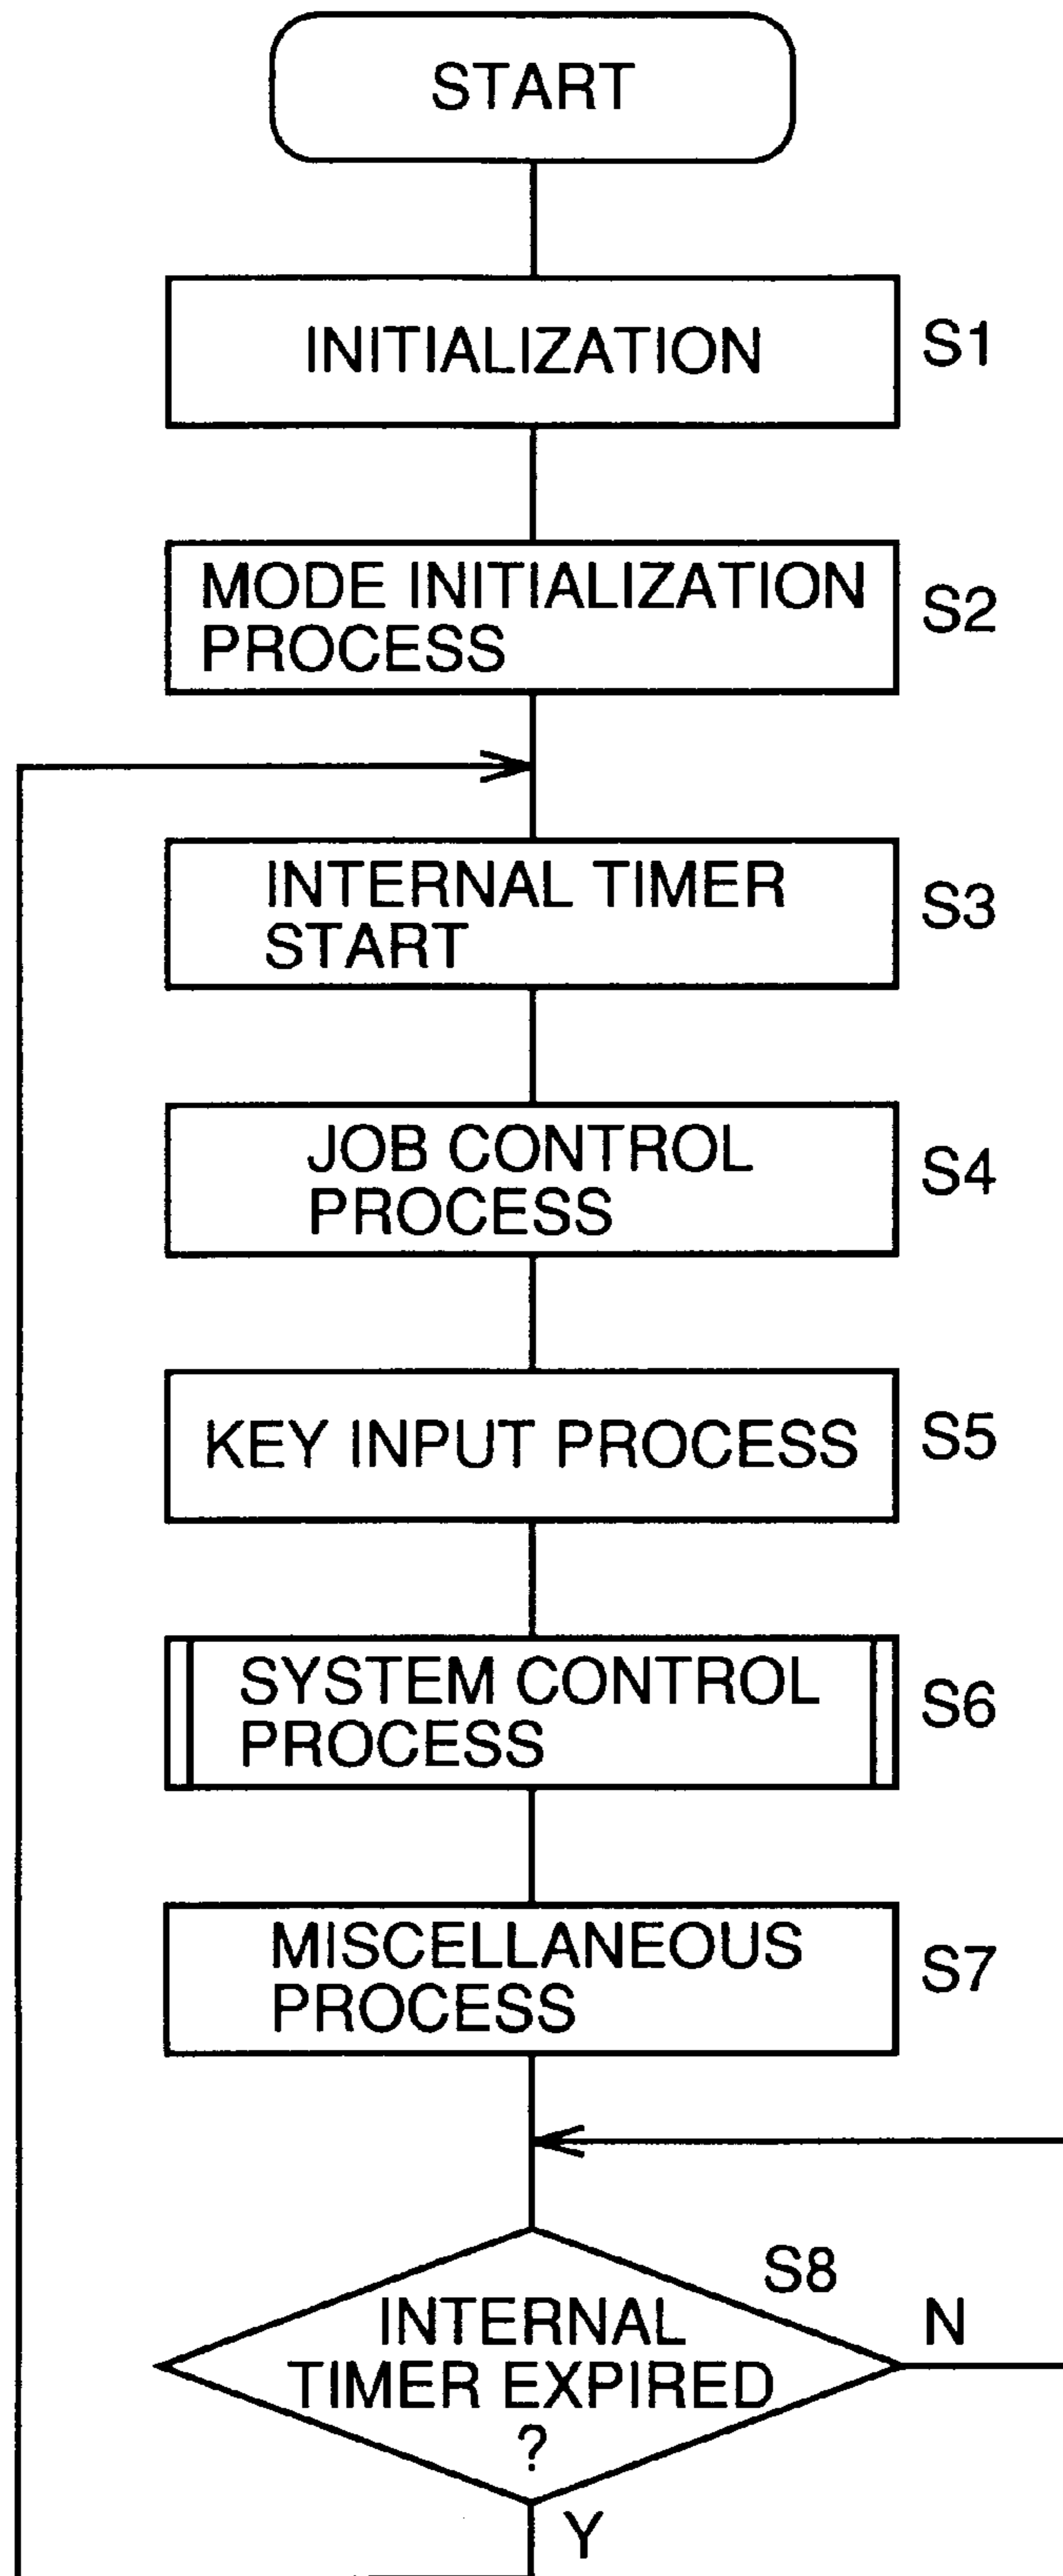 START
INITIALIZATION
S1
MODE INITIALIZATION
PROCESS
S2
INTERNAL TIMER
START
S3
JOB CONTROL
PROCESS
S4
KEY INPUT PROCESS
S5
SYSTEM CONTROL
PROCESS
S6
MISCELLANEOUS
PROCESS
S7
S8
INTERNAL
TIMER EXPIRED
?
N
Y